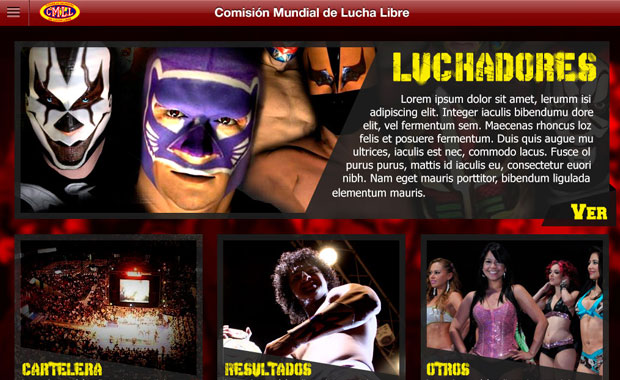 CMLL
Comisión Mundial de Lucha Libre
LUCHADORES
Lorem ipsum dolor sit amet, lerumm isi
adipiscing elit. Integer iaculis bibendumu dore
elit, vel fermentum sem. Maecenas rhoncus loz
felis et posuere fermentum. Duis quis augue mu
ultrices, iaculis est nec, commodo lacus. Fusce ol
purus purus, mattis id iaculis eu, consectetur euori
nibh. Nam eget mauris porttitor, bibendum ligulada
elementum mauris.
Ver
CARTELERA
RESULTADOS
OTROS